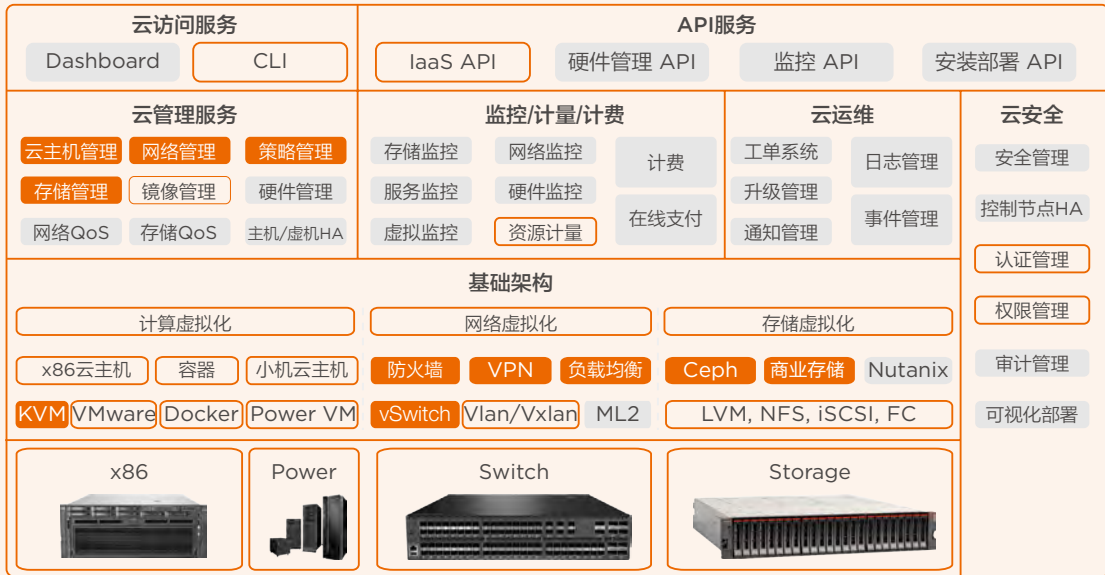 云访问服务
Dashboard CLI
API服务
IaaS API 硬件管理 API 监控 API 安装部署 API
云管理服务
云主机管理 网络管理 策略管理
存储管理 镜像管理 硬件管理
网络QoS 存储QoS 主机/虚机HA
监控/计量/计费
存储监控 网络监控
服务监控 硬件监控
虚拟监控 资源计量
计费
在线支付
云运维
工单系统
升级管理
通知管理
日志管理
事件管理
云安全
安全管理
控制节点HA
认证管理
权限管理
审计管理
可视化部署
基础架构
计算虚拟化 网络虚拟化 存储虚拟化
x86云主机 容器 小机云主机 防火墙 VPN 负载均衡 Ceph 商业存储 Nutanix
KVM VMware Docker Power VM vSwitch Vlan/Vxlan ML2 LVM, NFS, iSCSI, FC
x86 Power Switch Storage